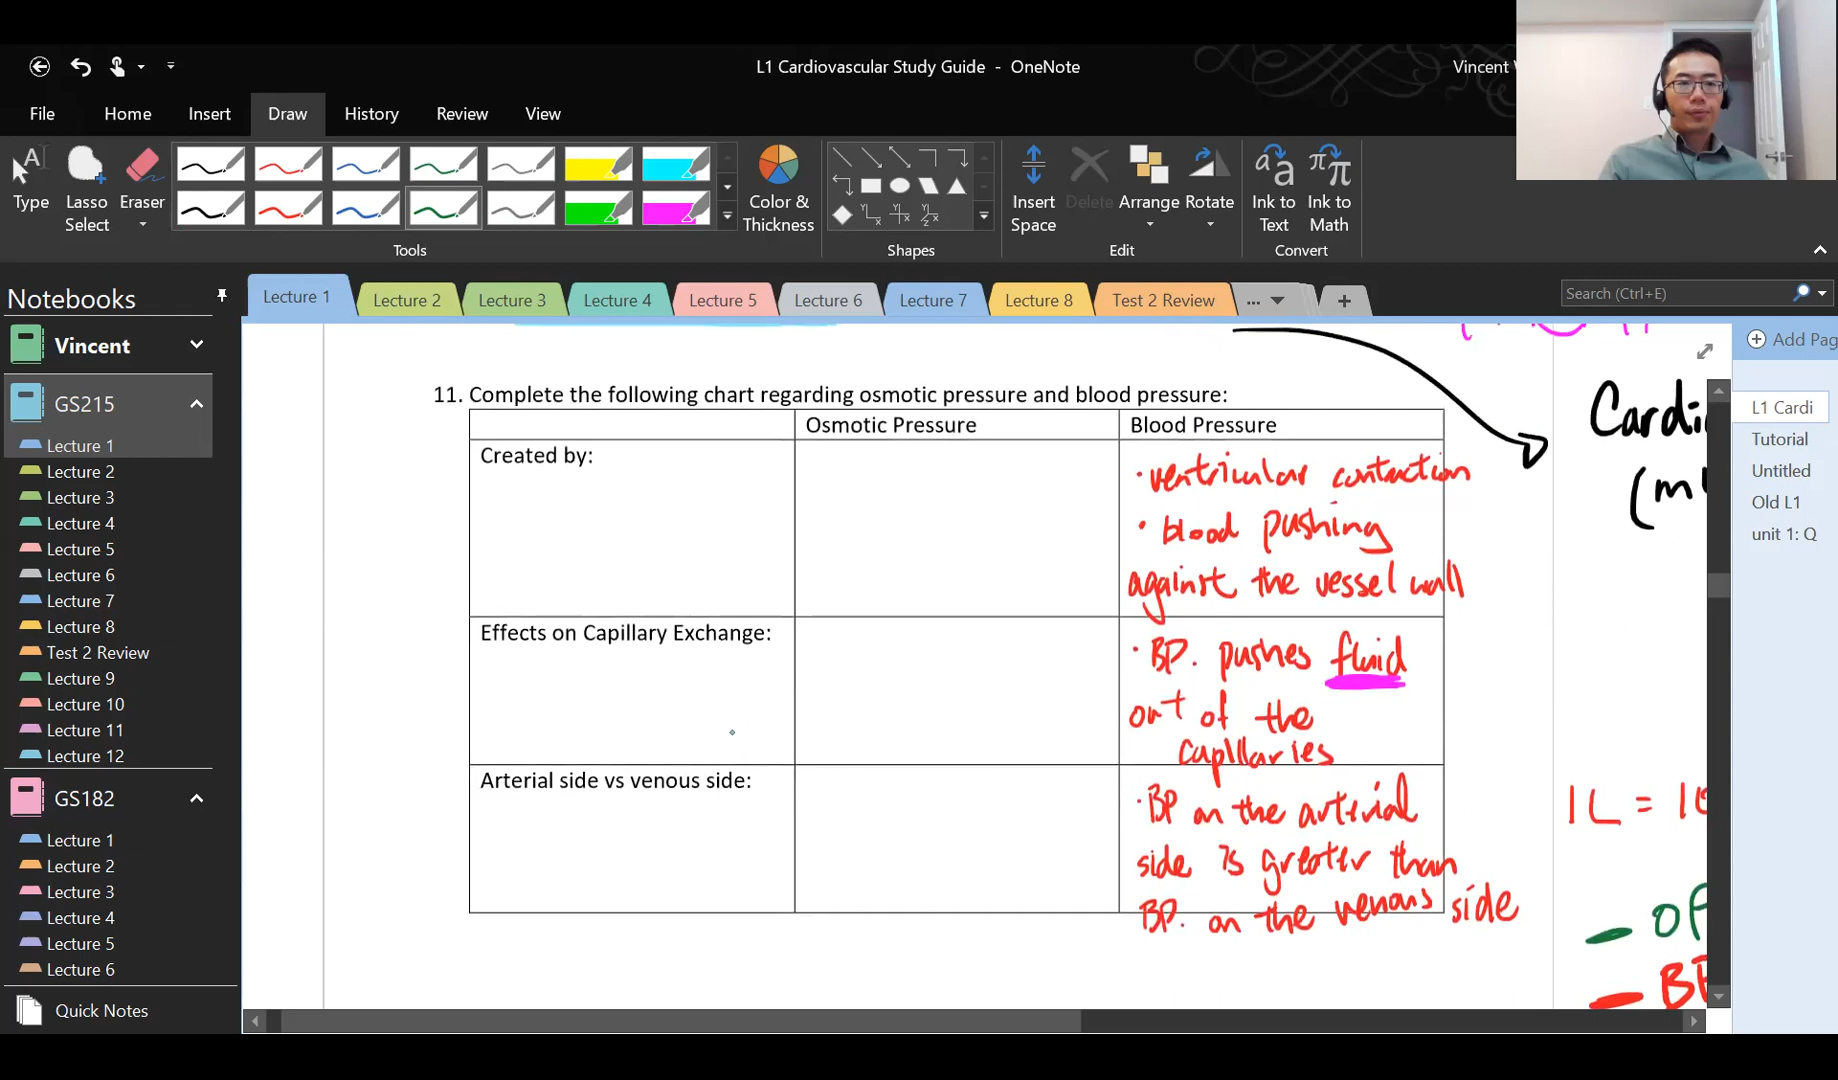 L1 Cardiovascular Study Guide - OneNote
Vincent
File
Home
Insert
Draw
History
Review
View
Type
Lasso Select
Eraser
Color & Thickness
Insert Space
Delete
Arrange
Rotate
Ink to Text
Ink to Math
Tools
Shapes
Edit
Convert
Notebooks
Lecture 1
Lecture 2
Lecture 3
Lecture 4
Lecture 5
Lecture 6
Lecture 7
Lecture 8
Test 2 Review
...
Search (Ctrl+E)
Vincent
GS215
Lecture 1
Lecture 2
Lecture 3
Lecture 4
Lecture 5
Lecture 6
Lecture 7
Lecture 8
Test 2 Review
Lecture 9
Lecture 10
Lecture 11
Lecture 12
GS182
Lecture 1
Lecture 2
Lecture 3
Lecture 4
Lecture 5
Lecture 6
Quick Notes
11. Complete the following chart regarding osmotic pressure and blood pressure:
Osmotic Pressure
Blood Pressure
Created by:
• ventricular contraction
• blood pushing
against the vessel wall
Effects on Capillary Exchange:
• BP. pushes fluid
out of the
capillaries
Arterial side vs venous side:
• BP on the arterial
side is greater than
BP. on the venous side
Cardi
(m
1L = 10
- OP
- BP
Add Pag
L1 Cardi
Tutorial
Untitled
Old L1
unit 1: Q